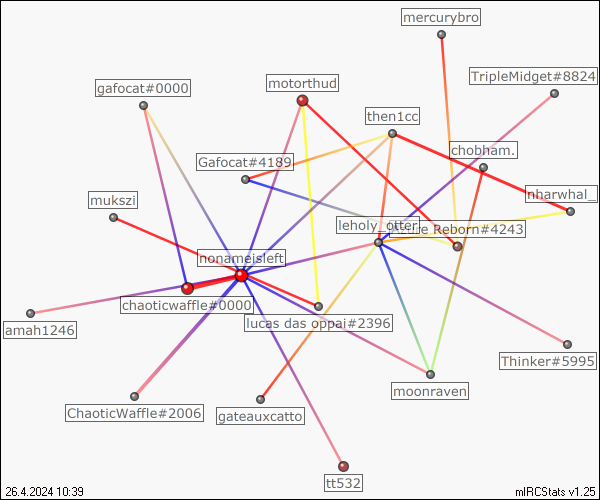 mercurybro
TripleMidget#8824
gafocat#0000
motorthud
then1cc
chobham.
Gafocat#4189
mukszi
nharwhal_
leholy_otter.
Reborn#4243
nonameisleft
chaoticwaffle#0000
lucas das oppai#2396
amah1246
Thinker#5995
moonraven
ChaoticWaffle#2006
gateauxcatto
tt532
26.4.2024 10:39
mIRCStats v1.25